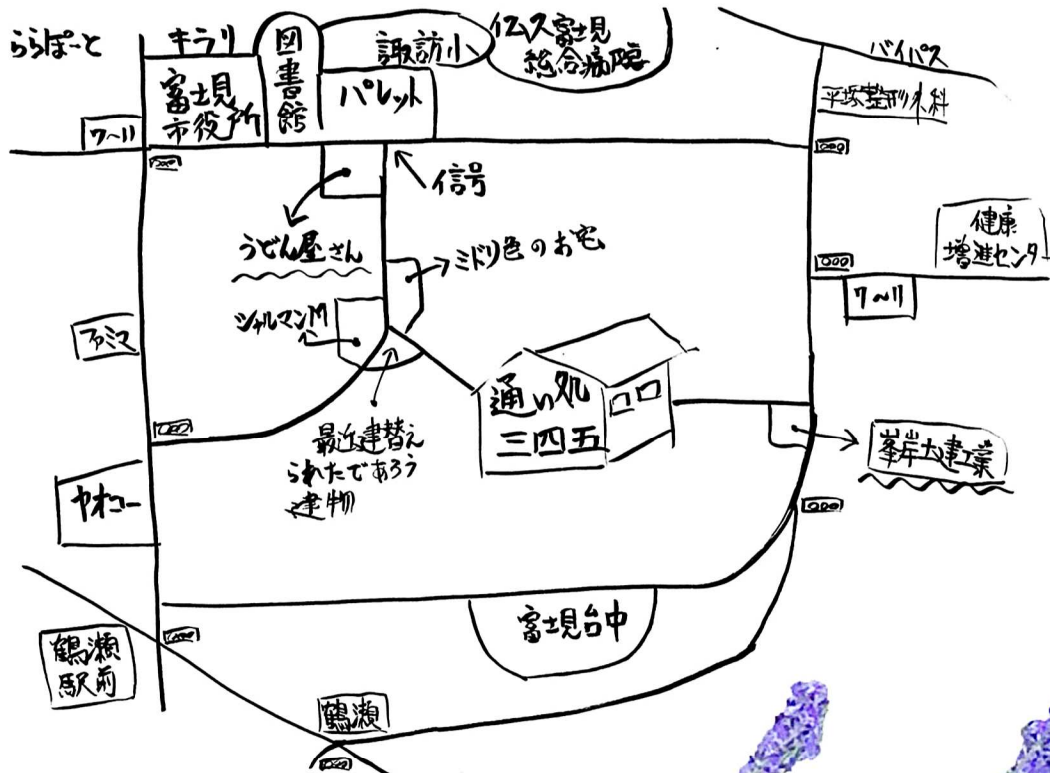 ららぽーと
キラリ
図書館
諏訪小
イムス富士見
総合病院
バイパス
富士見
市役所
パレット
平塚整形外科
7〜11
信号
うどん屋さん
ミドリ色のお宅
健康
増進センター
7〜11
シャルマンM
ファミマ
通い処
三四五
最近建替え
られたであろう
建物
峯岸土建工業
ヤオコー
富士見台中
鶴瀬
駅前
鶴瀬